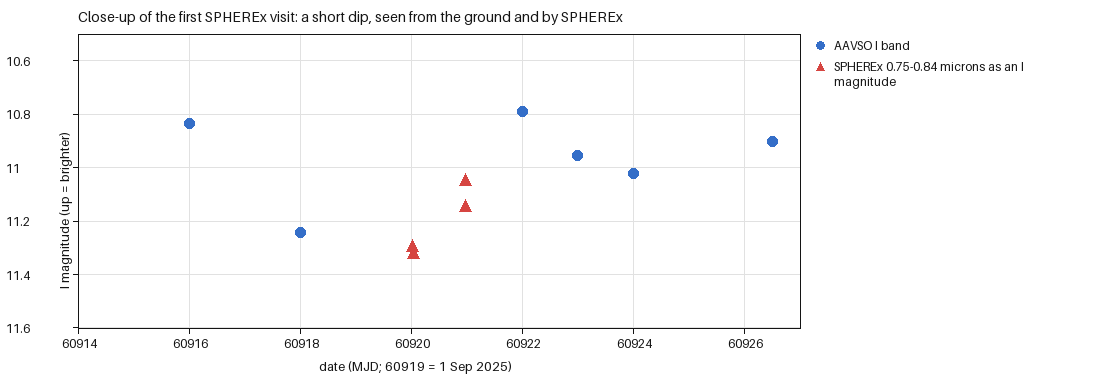 Close-up of the first SPHEREx visit: a short dip, seen from the ground and by SPHEREx
I magnitude (up = brighter)
10.6
10.8
11
11.2
11.4
11.6
60914
60916
60918
60920
60922
60924
60926
date (MJD; 60919 = 1 Sep 2025)
AAVSO I band
SPHEREx 0.75-0.84 microns as an I
magnitude